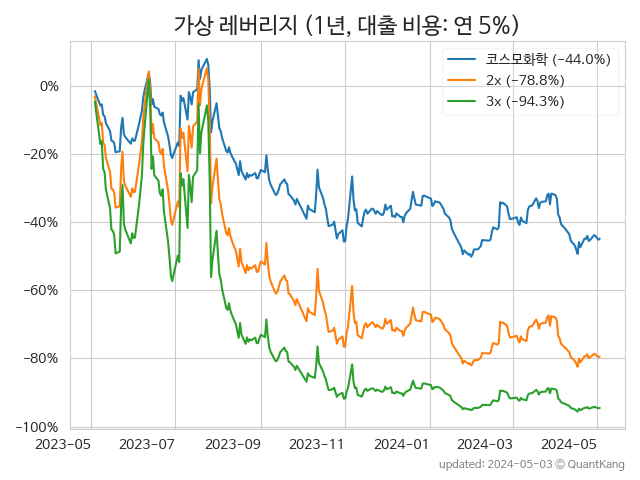 가상 레버리지 (1년, 대출 비용: 연 5%)
코스모화학 (−44.0%)
2x (−78.8%)
3x (−94.3%)
0%
−20%
−40%
−60%
−80%
−100%
2023-05 2023-07 2023-09 2023-11 2024-01 2024-03 2024-05
updated: 2024-05-03 © QuantKang